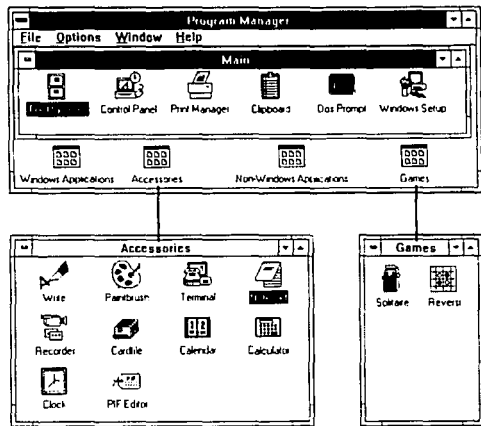 Program Manager
File Options Window Help
Main
Control Panel Print Manager Clipboard Dos Prompt Windows Setup
Windows Applications Accessories Non-Windows Applications Games
Accessories
Write Paintbrush Terminal
Recorder Cardfile Calendar Calculator
Clock PIF Editor
Games
Solitaire Reversi